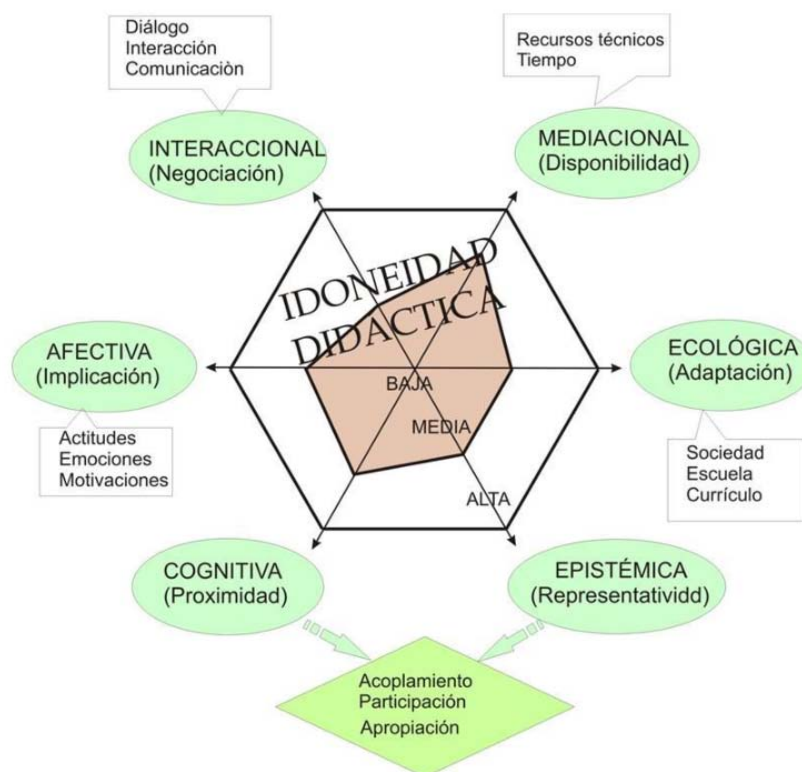 Diálogo
Interacción
Comunicaciòn
Recursos técnicos
Tiempo
INTERACCIONAL
(Negociación)
MEDIACIONAL
(Disponibilidad)
IDONEIDAD
DIDACTICA
AFECTIVA
(Implicación)
ECOLÓGICA
(Adaptación)
BAJA
MEDIA
ALTA
Actitudes
Emociones
Motivaciones
Sociedad
Escuela
Currículo
COGNITIVA
(Proximidad)
EPISTÉMICA
(Representatividd)
Acoplamiento
Participación
Apropiación